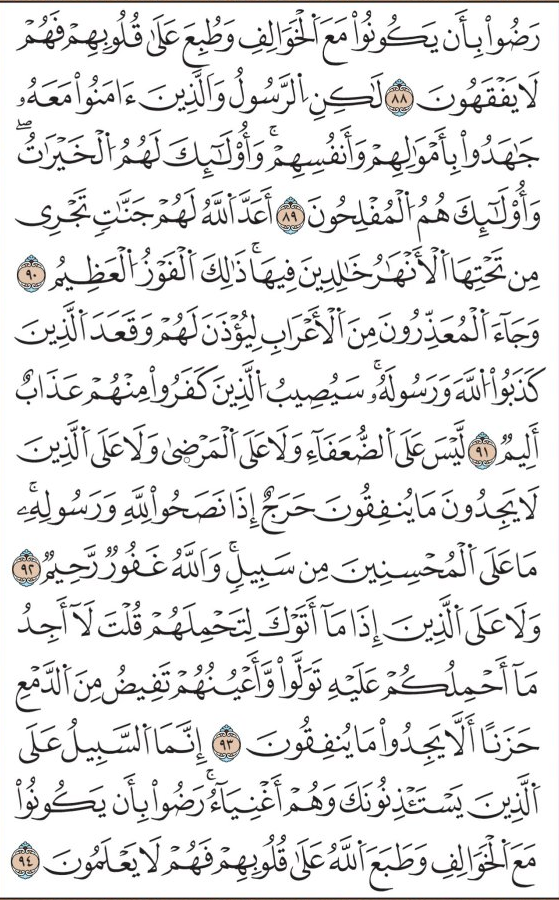 رَضُوا۟ بِأَن يَكُونُوا۟ مَعَ ٱلْخَوَالِفِ وَطُبِعَ عَلَىٰ قُلُوبِهِمْ فَهُمْ
لَا يَفْقَهُونَ ٨٨ لَٰكِنِ ٱلرَّسُولُ وَٱلَّذِينَ ءَامَنُوا۟ مَعَهُۥ
جَٰهَدُوا۟ بِأَمْوَٰلِهِمْ وَأَنفُسِهِمْۚ وَأُو۟لَٰٓئِكَ لَهُمُ ٱلْخَيْرَٰتُۖ
وَأُو۟لَٰٓئِكَ هُمُ ٱلْمُفْلِحُونَ ٨٩ أَعَدَّ ٱللَّهُ لَهُمْ جَنَّٰتٍ تَجْرِى
مِن تَحْتِهَا ٱلْأَنْهَٰرُ خَٰلِدِينَ فِيهَاۚ ذَٰلِكَ ٱلْفَوْزُ ٱلْعَظِيمُ ٩٠
وَجَآءَ ٱلْمُعَذِّرُونَ مِنَ ٱلْأَعْرَابِ لِيُؤْذَنَ لَهُمْ وَقَعَدَ ٱلَّذِينَ
كَذَبُوا۟ ٱللَّهَ وَرَسُولَهُۥۚ سَيُصِيبُ ٱلَّذِينَ كَفَرُوا۟ مِنْهُمْ عَذَابٌ
أَلِيمٌ ٩١ لَّيْسَ عَلَى ٱلضُّعَفَآءِ وَلَا عَلَى ٱلْمَرْضَىٰ وَلَا عَلَى ٱلَّذِينَ
لَا يَجِدُونَ مَا يُنفِقُونَ حَرَجٌ إِذَا نَصَحُوا۟ لِلَّهِ وَرَسُولِهِۦۚ
مَا عَلَى ٱلْمُحْسِنِينَ مِن سَبِيلٍۚ وَٱللَّهُ غَفُورٌ رَّحِيمٌ ٩٢
وَلَا عَلَى ٱلَّذِينَ إِذَا مَآ أَتَوْكَ لِتَحْمِلَهُمْ قُلْتَ لَآ أَجِدُ
مَآ أَحْمِلُكُمْ عَلَيْهِ تَوَلَّوا۟ وَّأَعْيُنُهُمْ تَفِيضُ مِنَ ٱلدَّمْعِ
حَزَنًا أَلَّا يَجِدُوا۟ مَا يُنفِقُونَ ٩٣ إِنَّمَا ٱلسَّبِيلُ عَلَى
ٱلَّذِينَ يَسْتَـْٔذِنُونَكَ وَهُمْ أَغْنِيَآءُۚ رَضُوا۟ بِأَن يَكُونُوا۟
مَعَ ٱلْخَوَالِفِ وَطَبَعَ ٱللَّهُ عَلَىٰ قُلُوبِهِمْ فَهُمْ لَا يَعْلَمُونَ ٩٤